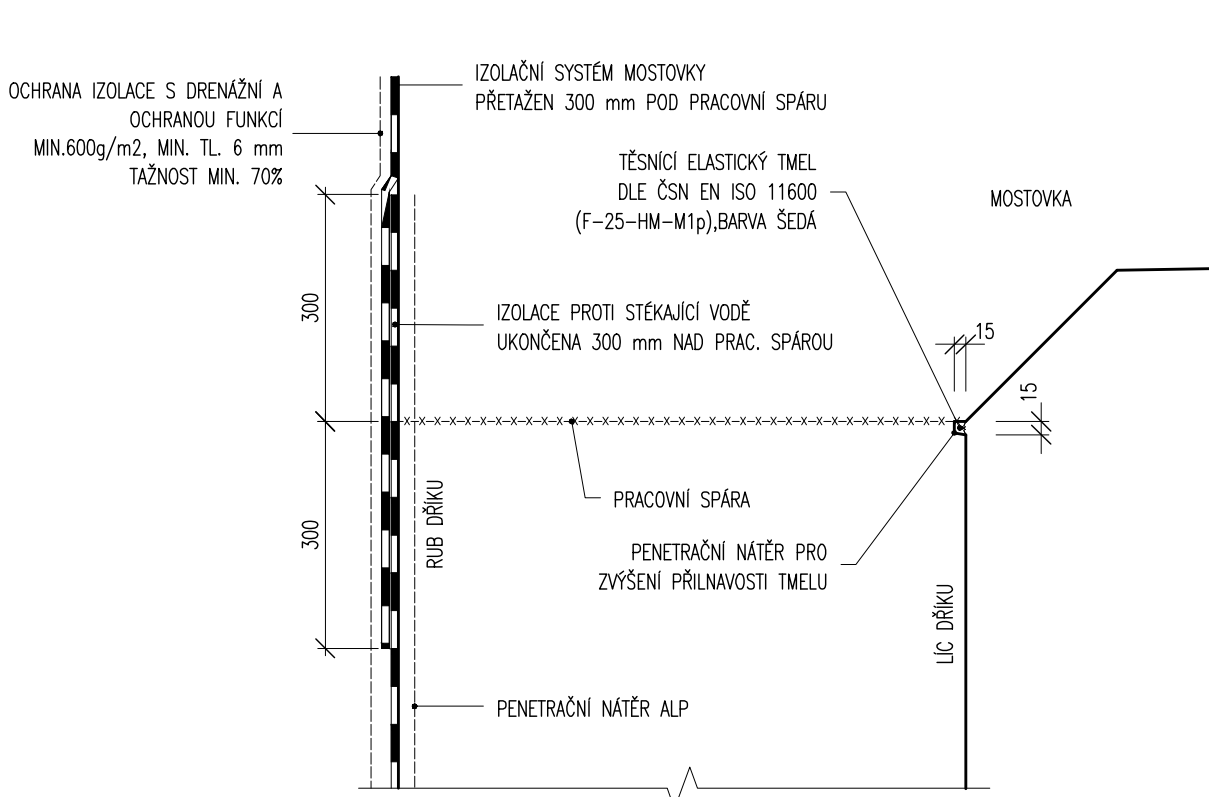 IZOLAČNÍ SYSTÉM MOSTOVKY
PŘETAŽEN 300 mm POD PRACOVNÍ SPÁRU
OCHRANA IZOLACE S DRENÁŽNÍ A
OCHRANOU FUNKCÍ
MIN.600g/m2, MIN. TL. 6 mm
TAŽNOST MIN. 70%
TĚSNÍCÍ ELASTICKÝ TMEL
DLE ČSN EN ISO 11600
(F-25-HM-M1p),BARVA ŠEDÁ
MOSTOVKA
300
IZOLACE PROTI STÉKAJÍCÍ VODĚ
UKONČENA 300 mm NAD PRAC. SPÁROU
15
15
PRACOVNÍ SPÁRA
300
RUB DŘÍKU
PENETRAČNÍ NÁTĚR PRO
ZVÝŠENÍ PŘILNAVOSTI TMELU
LÍC DŘÍKU
PENETRAČNÍ NÁTĚR ALP